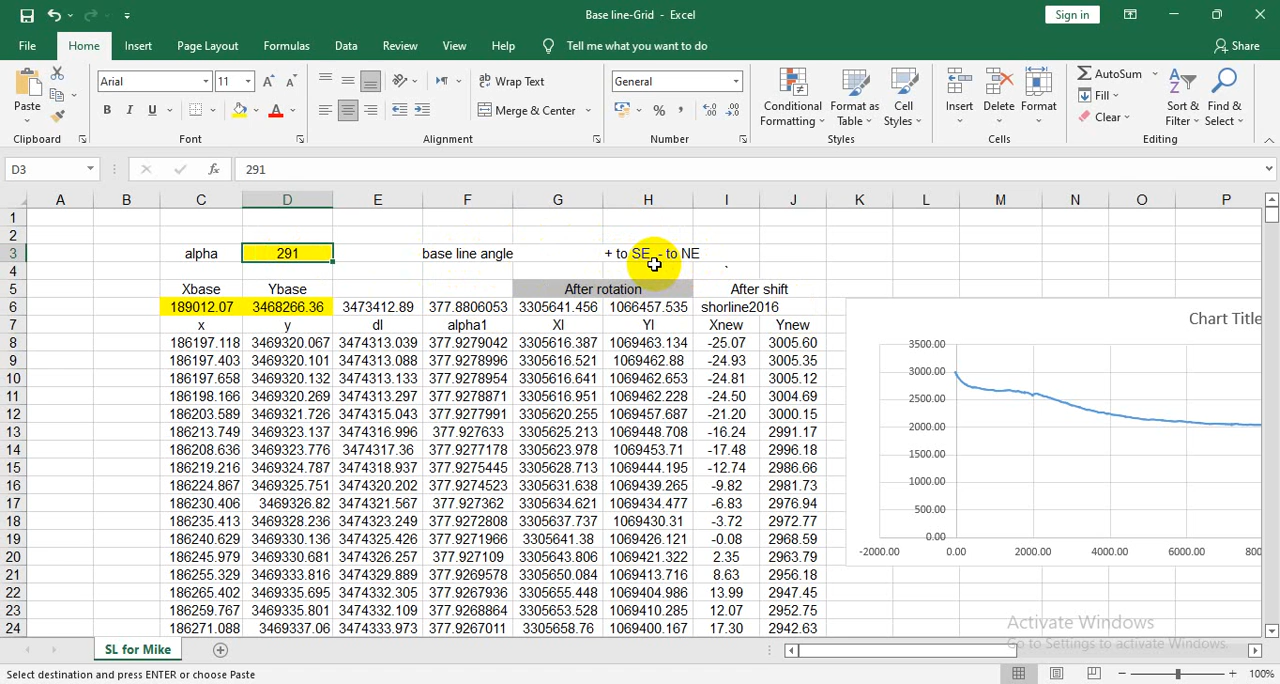 Base line-Grid - Excel
Sign in
File Home Insert Page Layout Formulas Data Review View Help Tell me what you want to do Share
Paste Arial 11 Wrap Text General Conditional Formatting Format as Table Cell Styles Insert Delete Format AutoSum Sort & Filter Find & Select
B I U Merge & Center % Fill
Clear
Clipboard Font Alignment Number Styles Cells Editing
D3 fx 291
A B C D E F G H I J K L M N O P
1
2
3 alpha 291 base line angle + to SE, - to NE
4 `
5 Xbase Ybase After rotation After shift
6 189012.07 3468266.36 3473412.89 377.8806053 3305641.456 1066457.535 shorline2016
7 x y dl alpha1 Xl Yl Xnew Ynew
8 186197.118 3469320.067 3474313.039 377.9279042 3305616.387 1069463.134 -25.07 3005.60
9 186197.403 3469320.101 3474313.088 377.9278996 3305616.521 1069462.88 -24.93 3005.35
10 186197.658 3469320.132 3474313.133 377.9278954 3305616.641 1069462.653 -24.81 3005.12
11 186198.166 3469320.269 3474313.297 377.9278871 3305616.951 1069462.228 -24.50 3004.69
12 186203.589 3469321.726 3474315.043 377.9277991 3305620.255 1069457.687 -21.20 3000.15
13 186213.749 3469323.137 3474316.996 377.927633 3305625.213 1069448.708 -16.24 2991.17
14 186208.636 3469323.776 3474317.36 377.9277178 3305623.978 1069453.71 -17.48 2996.18
15 186219.216 3469324.787 3474318.937 377.9275445 3305628.713 1069444.195 -12.74 2986.66
16 186224.867 3469325.751 3474320.202 377.9274523 3305631.638 1069439.265 -9.82 2981.73
17 186230.406 3469326.82 3474321.567 377.927362 3305634.621 1069434.477 -6.83 2976.94
18 186235.413 3469328.236 3474323.249 377.9272808 3305637.737 1069430.31 -3.72 2972.77
19 186240.629 3469330.136 3474325.426 377.9271966 3305641.38 1069426.121 -0.08 2968.59
20 186245.979 3469330.681 3474326.257 377.927109 3305643.806 1069421.322 2.35 2963.79
21 186255.329 3469333.816 3474329.889 377.9269578 3305650.084 1069413.716 8.63 2956.18
22 186265.402 3469335.695 3474332.305 377.9267936 3305655.448 1069404.986 13.99 2947.45
23 186259.767 3469335.801 3474332.109 377.9268864 3305653.528 1069410.285 12.07 2952.75
24 186271.088 3469337.06 3474333.973 377.9267011 3305658.76 1069400.167 17.30 2942.63
Chart Title
3500.00
3000.00
2500.00
2000.00
1500.00
1000.00
500.00
0.00
-2000.00 0.00 2000.00 4000.00 6000.00 800
Activate Windows
Go to Settings to activate Windows.
SL for Mike
Select destination and press ENTER or choose Paste 100%